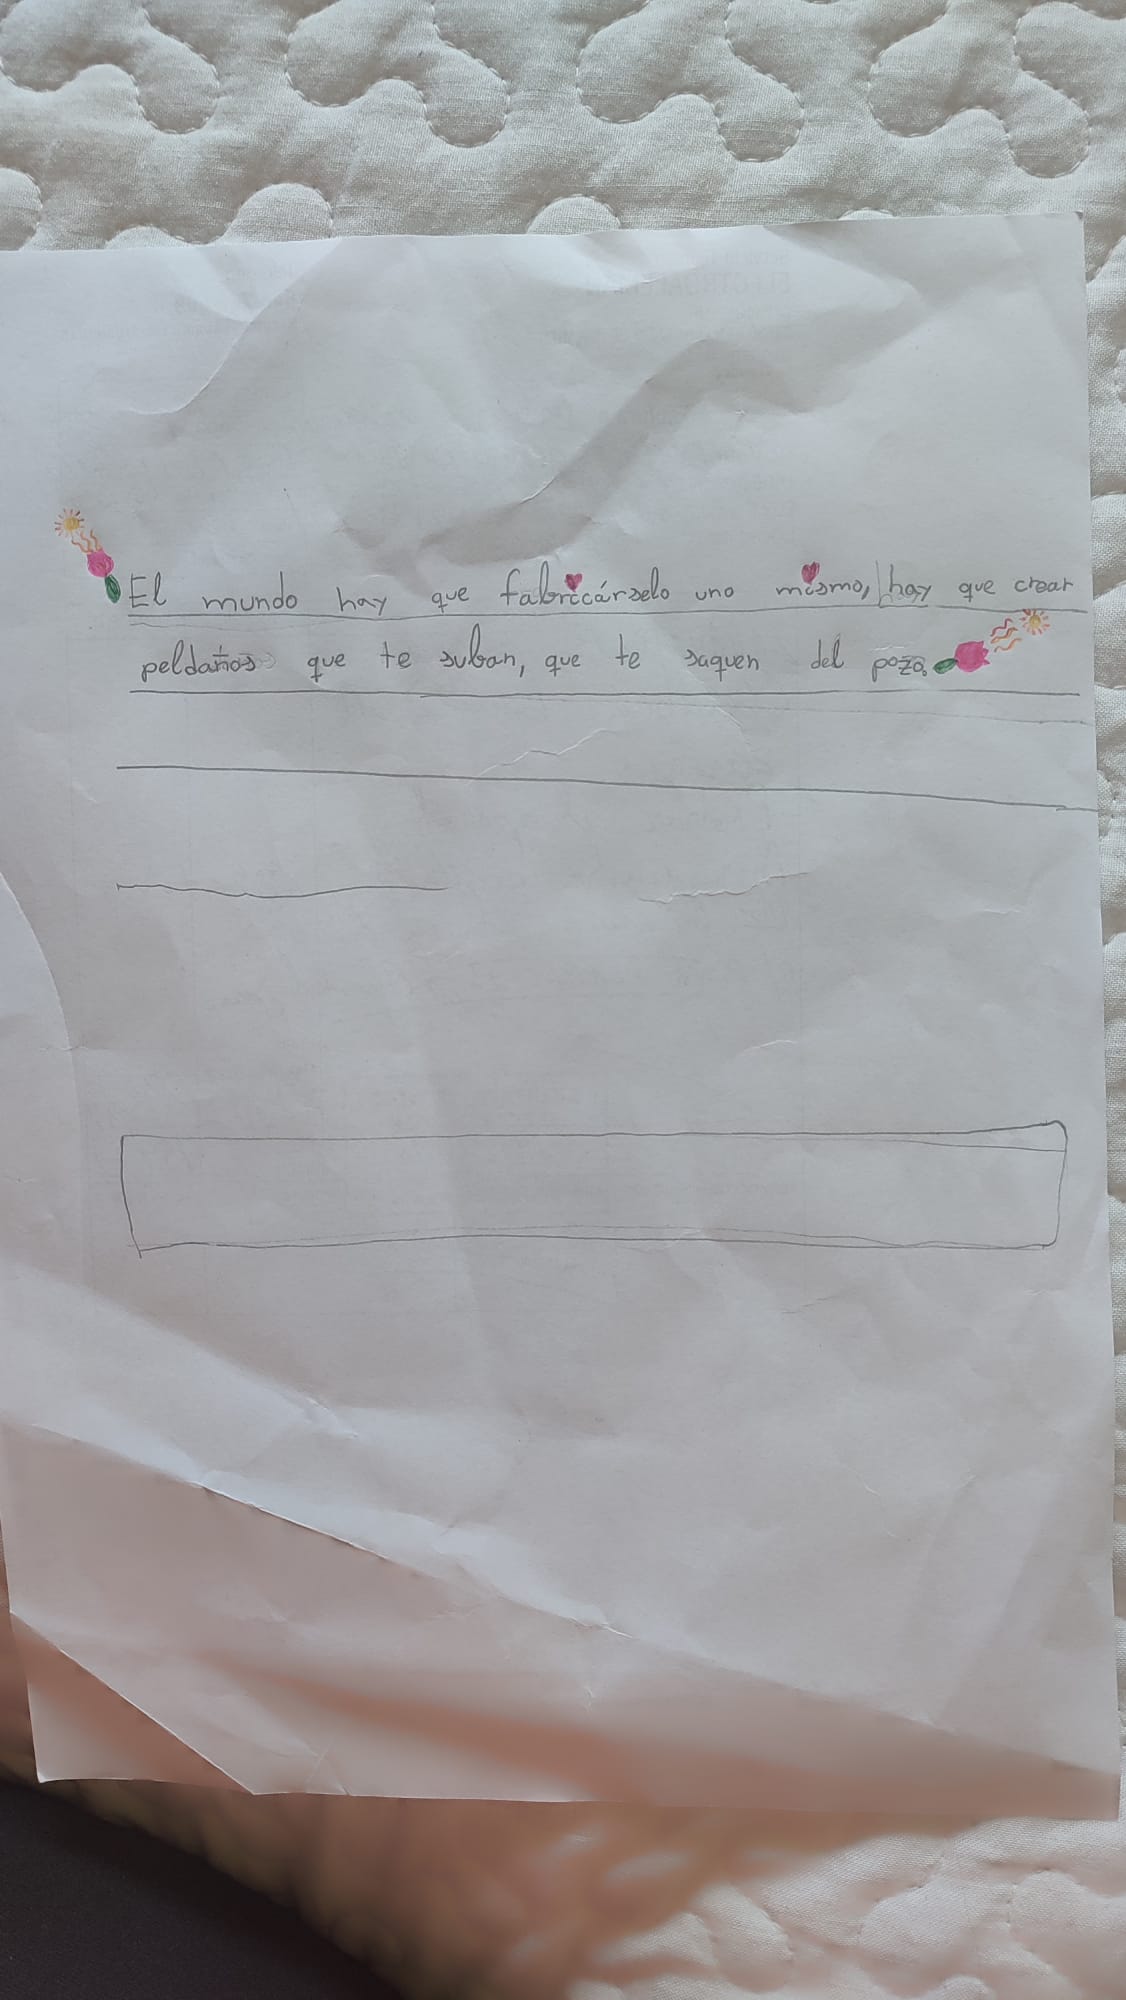 El mundo hay que fabricárselo uno mismo, hay que crear
peldaños que te suban, que te saquen del pozo.